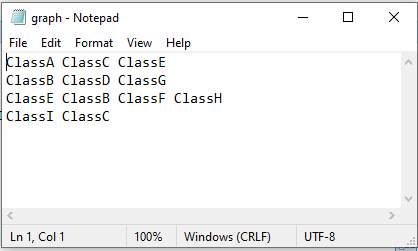 graph - Notepad
File Edit Format View Help
ClassA ClassC ClassE
ClassB ClassD ClassG
ClassE ClassB ClassF ClassH
ClassI ClassC
Ln 1, Col 1 100% Windows (CRLF) UTF-8